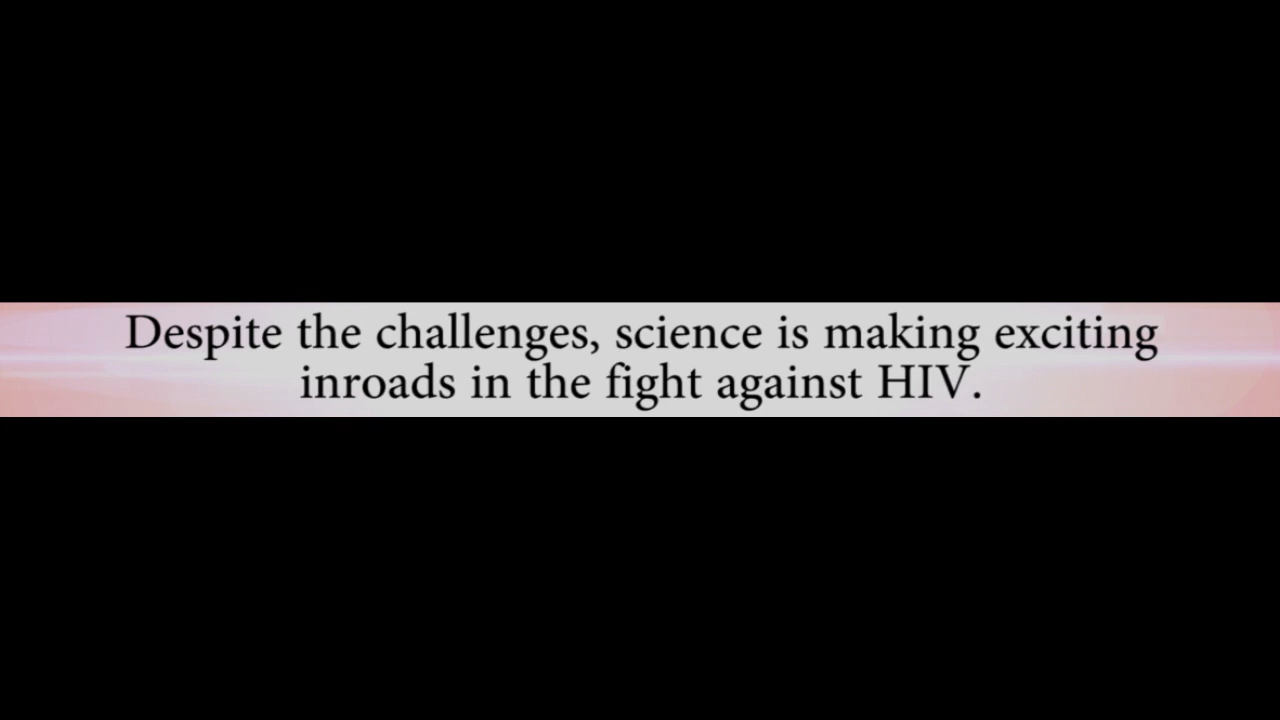 Despite the challenges, science is making exciting
inroads in the fight against HIV.